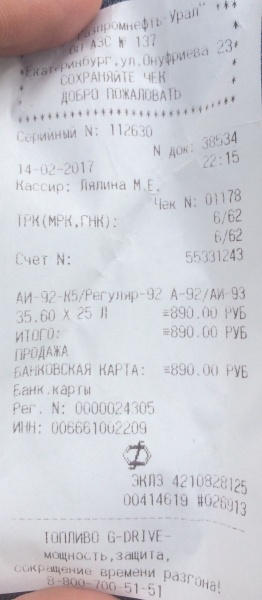 "Газпромнефть-Урал"
АЗС № 137
*Екатеринбург,ул.Онуфриева 23*
СОХРАНЯЙТЕ ЧЕК
ДОБРО ПОЖАЛОВАТЬ
Серийный N: 112630
N док: 38534
14-02-2017 22:15
Кассир: Лялина М.Е.
Чек N: 01178
ТРК(МРК,ГНК): 6/62
6/62
Счет N: 55331243
АИ-92-К5/Регуляр-92 А-92/АИ-93
35.60 X 25 Л =890.00 РУБ
ИТОГО: =890.00 РУБ
ПРОДАЖА
БАНКОВСКАЯ КАРТА: =890.00 РУБ
Банк.карты
Рег. N: 0000024305
ИНН: 006661002209
ЭКЛЗ 4210828125
00414619 #026913
ТОПЛИВО G-DRIVE-
мощность,защита,
сокращение времени разгона!
8-800-700-51-51